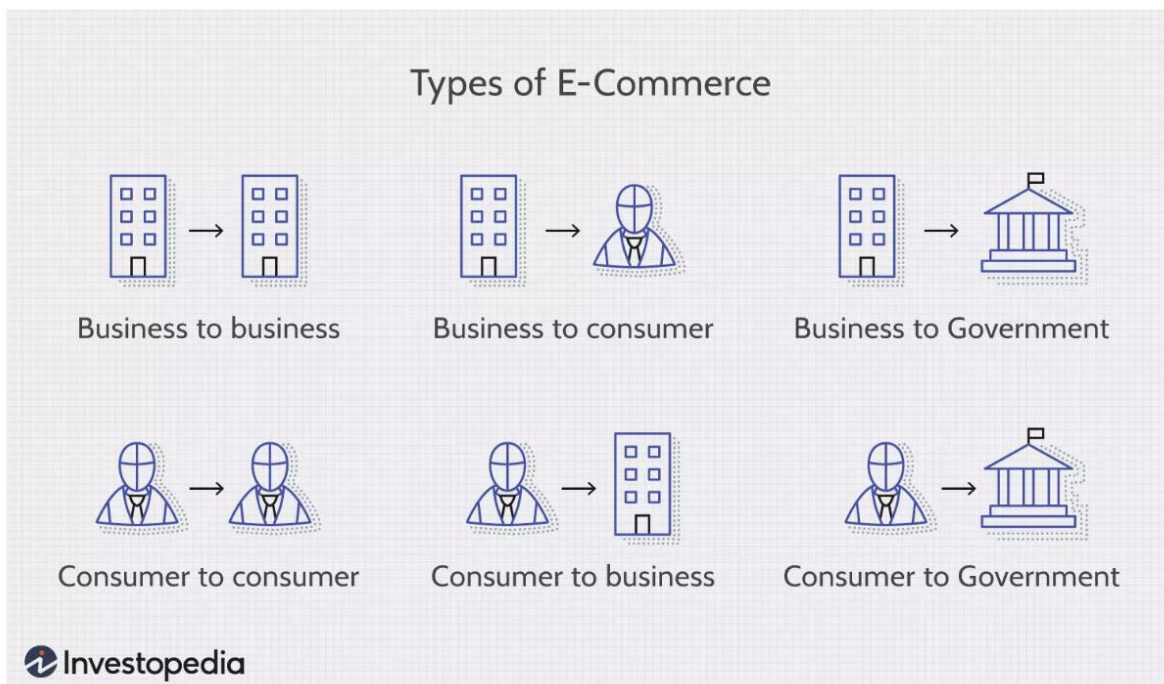 Types of E-Commerce
Business to business
Business to consumer
Business to Government
Consumer to consumer
Consumer to business
Consumer to Government
Investopedia